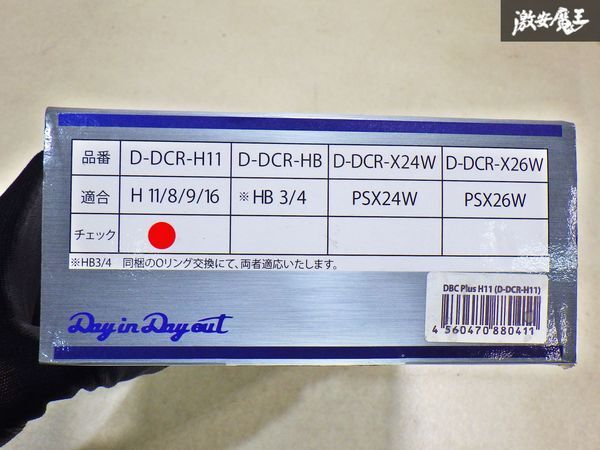 激安魔王
品番 D-DCR-H11 D-DCR-HB D-DCR-X24W D-DCR-X26W
適合 H 11/8/9/16 ※HB 3/4 PSX24W PSX26W
チェック
※HB3/4 同梱のOリング交換にて、両者適応いたします。
DBC Plus H11 (D-DCR-H11)
4 560470 880411
Day in Day out